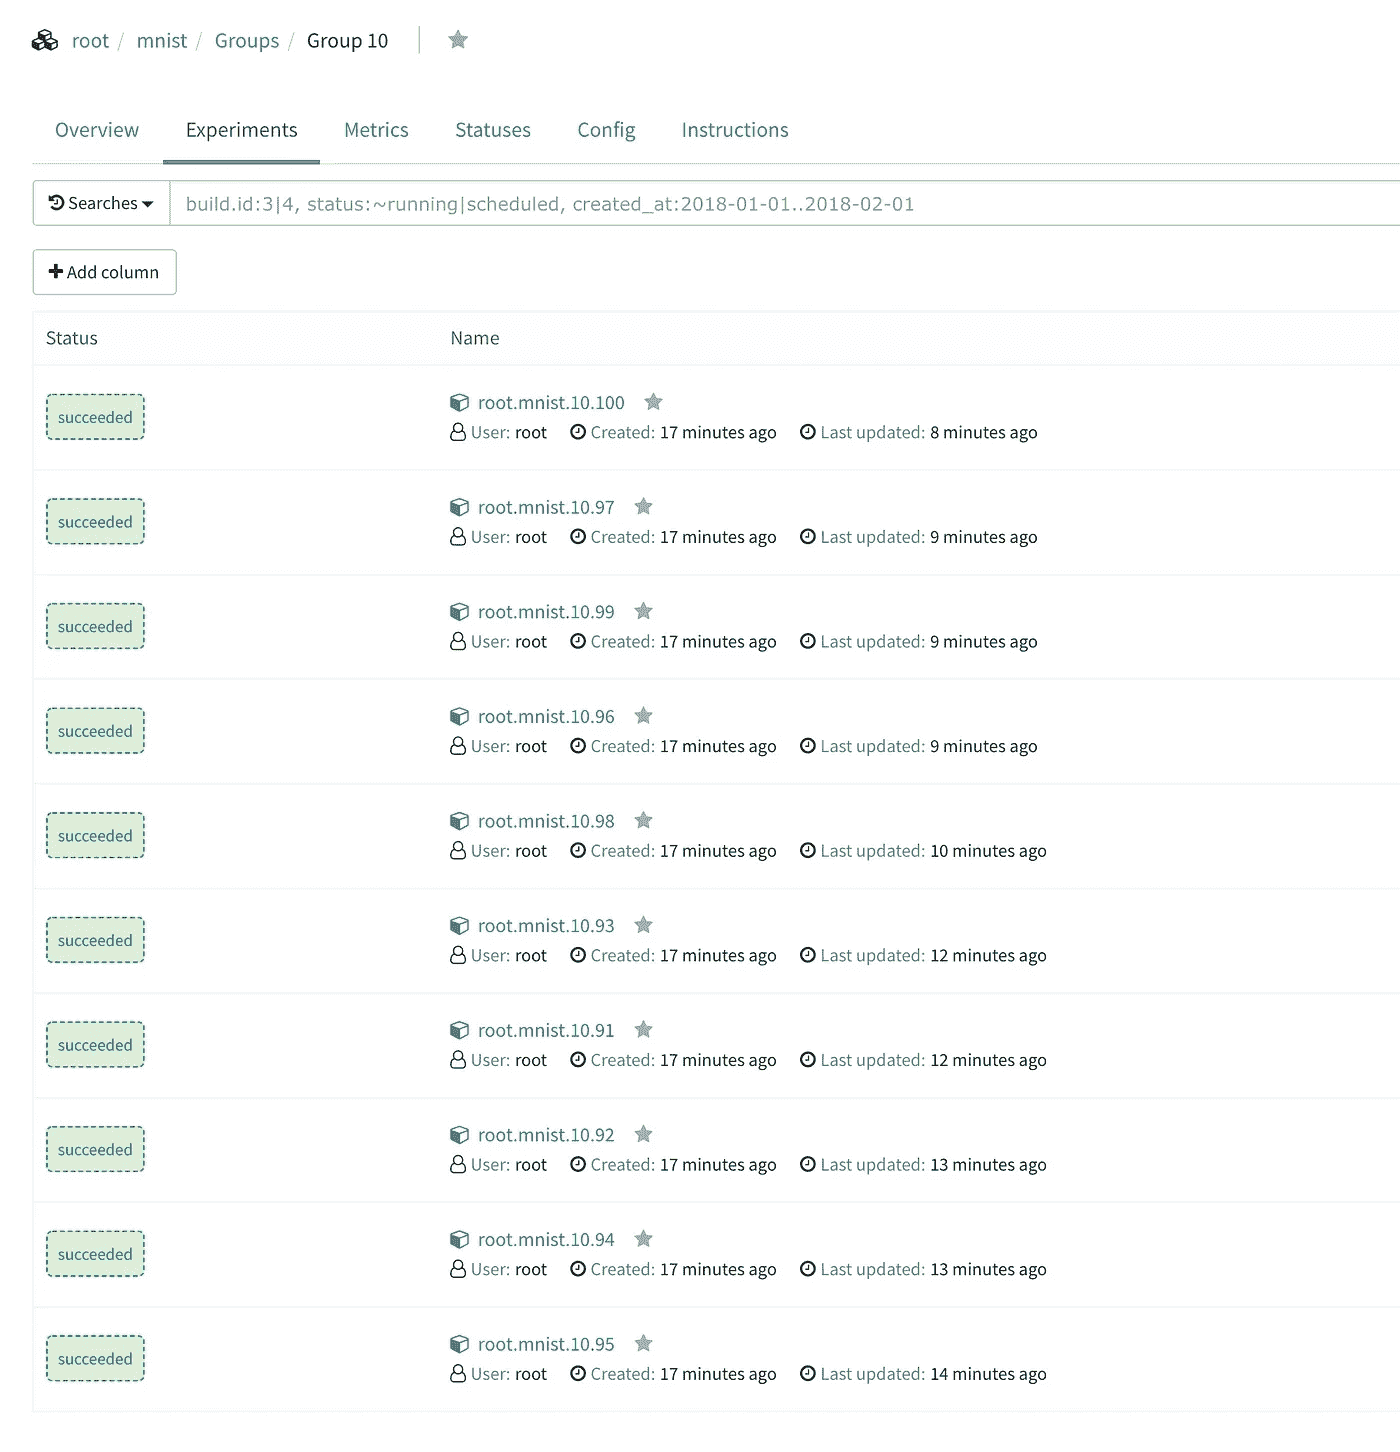 root / mnist / Groups / Group 10
Overview Experiments Metrics Statuses Config Instructions
Searches build.id:3|4, status:~running|scheduled, created_at:2018-01-01..2018-02-01
Add column
Status Name
succeeded root.mnist.10.100
User: root Created: 17 minutes ago Last updated: 8 minutes ago
succeeded root.mnist.10.97
User: root Created: 17 minutes ago Last updated: 9 minutes ago
succeeded root.mnist.10.99
User: root Created: 17 minutes ago Last updated: 9 minutes ago
succeeded root.mnist.10.96
User: root Created: 17 minutes ago Last updated: 9 minutes ago
succeeded root.mnist.10.98
User: root Created: 17 minutes ago Last updated: 10 minutes ago
succeeded root.mnist.10.93
User: root Created: 17 minutes ago Last updated: 12 minutes ago
succeeded root.mnist.10.91
User: root Created: 17 minutes ago Last updated: 12 minutes ago
succeeded root.mnist.10.92
User: root Created: 17 minutes ago Last updated: 13 minutes ago
succeeded root.mnist.10.94
User: root Created: 17 minutes ago Last updated: 13 minutes ago
succeeded root.mnist.10.95
User: root Created: 17 minutes ago Last updated: 14 minutes ago